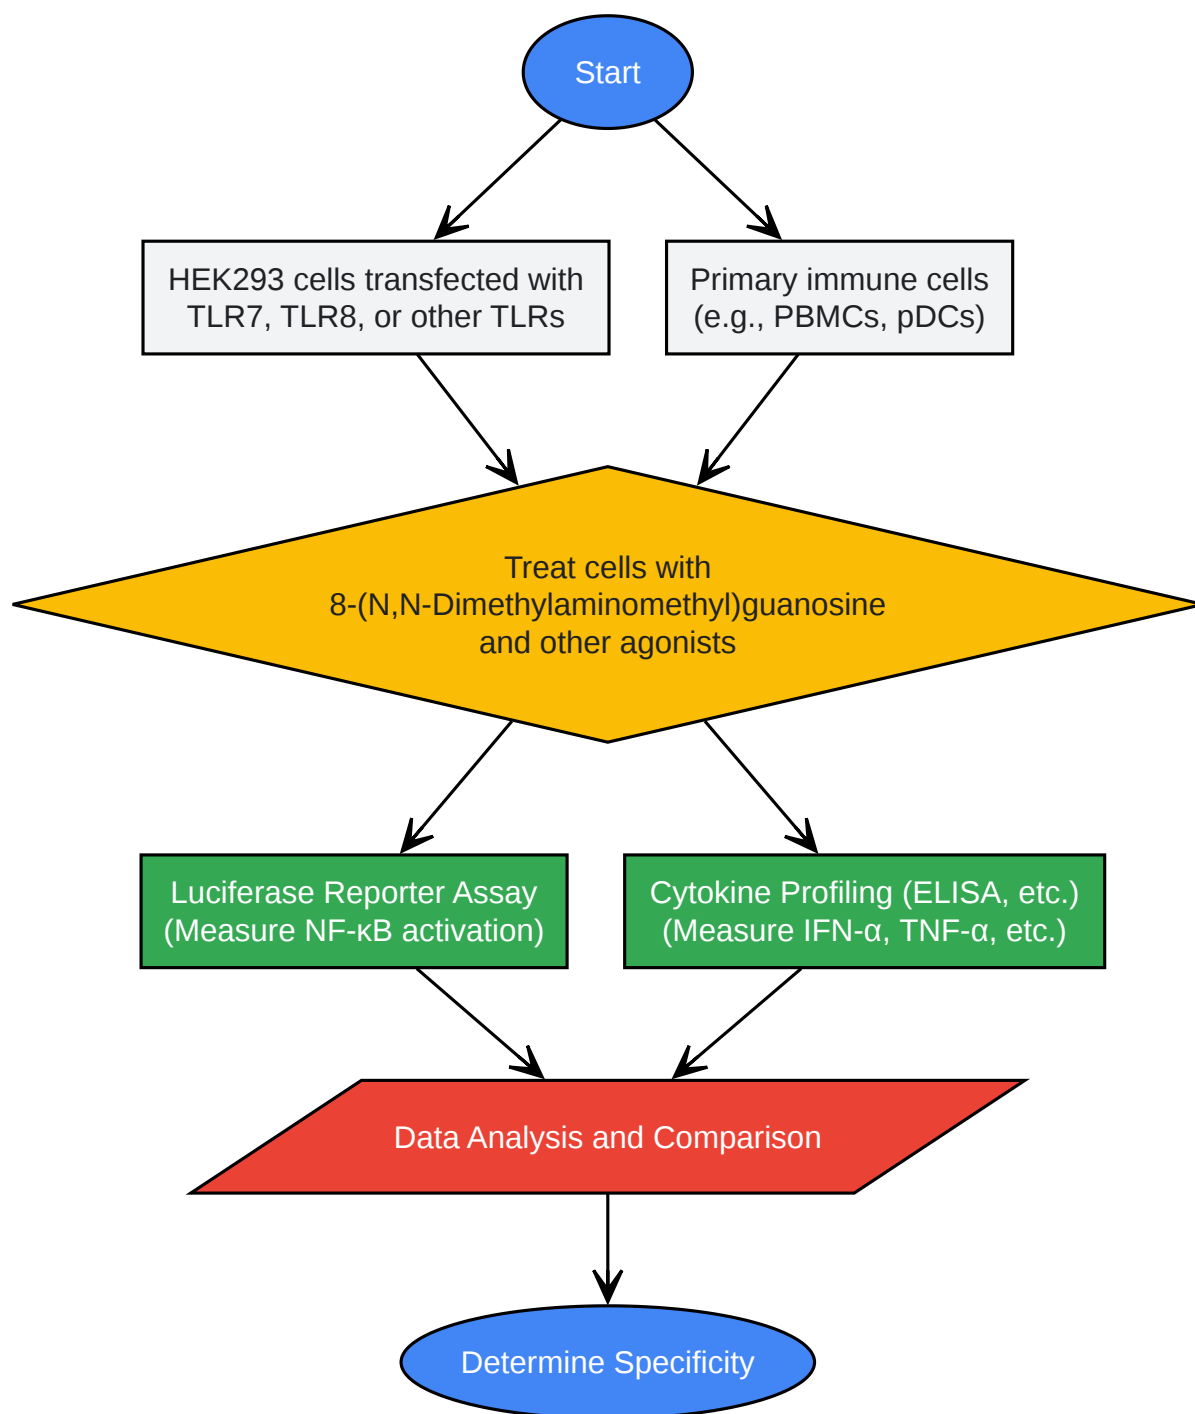 Start
HEK293 cells transfected with
TLR7, TLR8, or other TLRs
Primary immune cells
(e.g., PBMCs, pDCs)
Treat cells with
8-(N,N-Dimethylaminomethyl)guanosine
and other agonists
Luciferase Reporter Assay
(Measure NF-κB activation)
Cytokine Profiling (ELISA, etc.)
(Measure IFN-α, TNF-α, etc.)
Data Analysis and Comparison
Determine Specificity